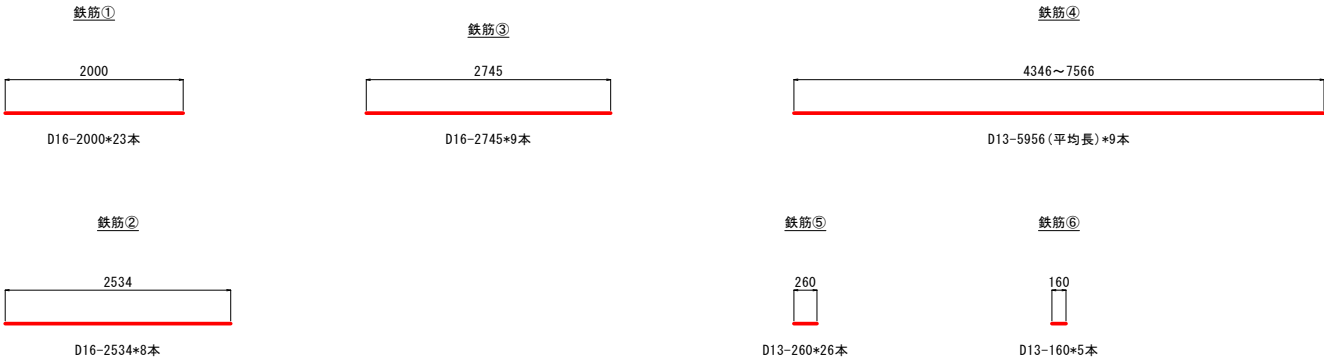 鉄筋①
2000
D16-2000*23本
鉄筋③
2745
D16-2745*9本
鉄筋④
4346～7566
D13-5956(平均長)*9本
鉄筋②
2534
D16-2534*8本
鉄筋⑤
260
D13-260*26本
鉄筋⑥
160
D13-160*5本